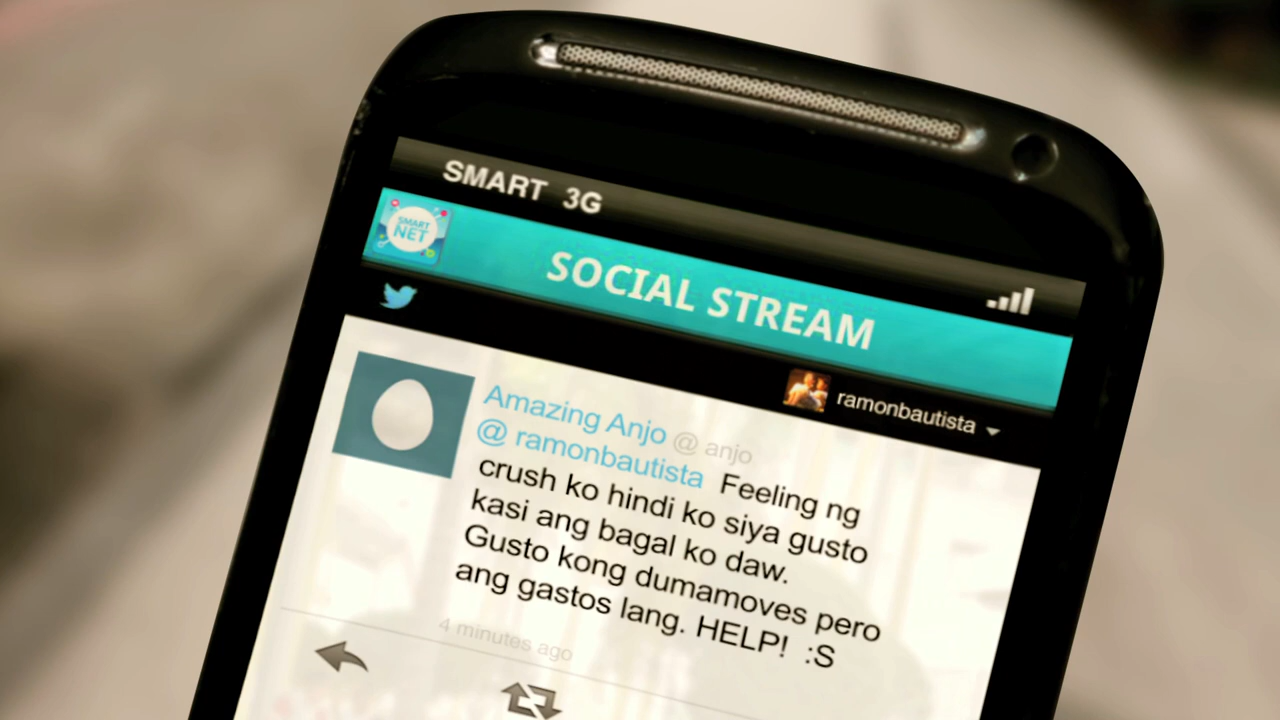 SMART 3G
SMART
NET
SOCIAL STREAM
ramonbautista
Amazing Anjo @ anjo
@ ramonbautista Feeling ng
crush ko hindi ko siya gusto
kasi ang bagal ko daw.
Gusto kong dumamoves pero
ang gastos lang. HELP! :S
4 minutes ago